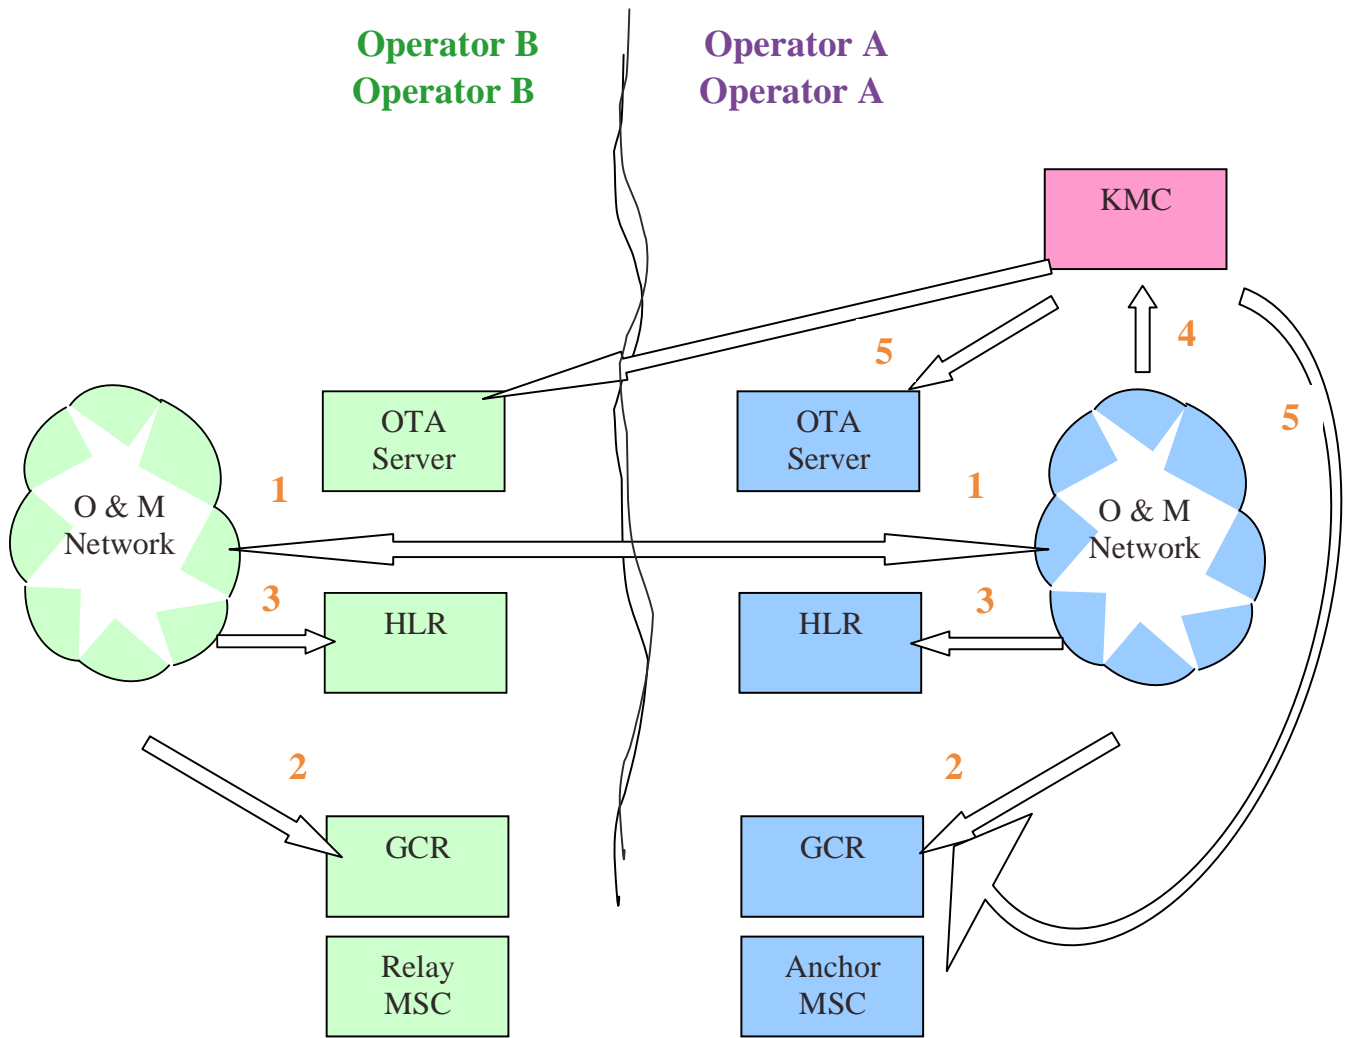 Operator B
Operator A
Operator B
Operator A
KMC
4
5
5
OTA
Server
OTA
Server
1
1
O & M
Network
O & M
Network
3
3
HLR
HLR
2
2
GCR
GCR
Relay
MSC
Anchor
MSC